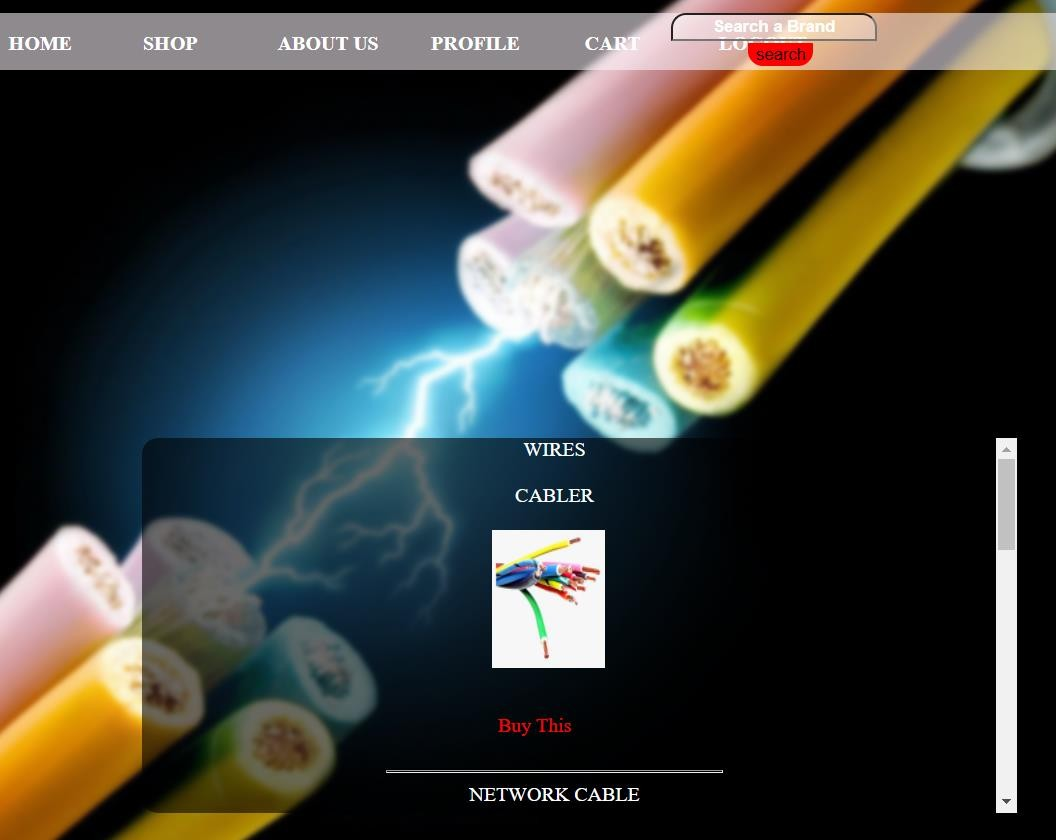 HOME SHOP ABOUT US PROFILE CART
Search a Brand
search
WIRES
CABLER
Buy This
NETWORK CABLE